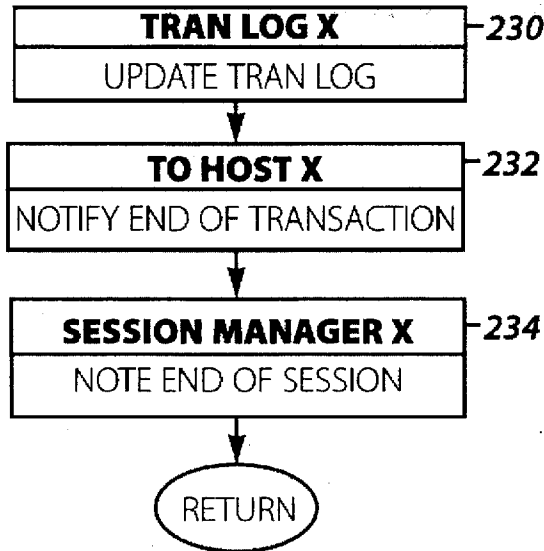 TRAN LOG X 230
UPDATE TRAN LOG
TO HOST X 232
NOTIFY END OF TRANSACTION
SESSION MANAGER X 234
NOTE END OF SESSION
RETURN